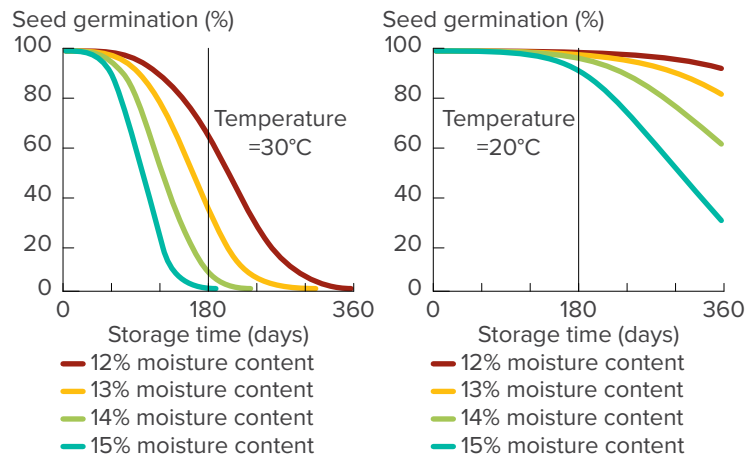 Seed germination (%)
100
80
60
40
20
0
Temperature
=30°C
0
180
360
Storage time (days)
12% moisture content
13% moisture content
14% moisture content
15% moisture content
Seed germination (%)
100
80
60
40
20
0
Temperature
=20°C
0
180
360
Storage time (days)
12% moisture content
13% moisture content
14% moisture content
15% moisture content